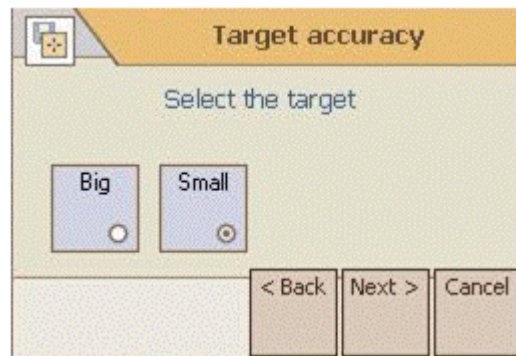 Target accuracy
Select the target
Big Small
< Back Next > Cancel